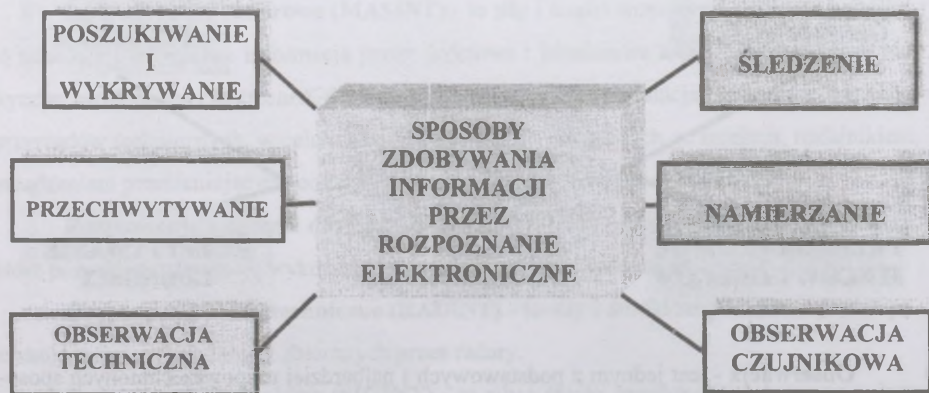 POSZUKIWANIE
I
WYKRYWANIE
ŚLEDZENIE
SPOSOBY
ZDOBYWANIA
INFORMACJI
PRZEZ
ROZPOZNANIE
ELEKTRONICZNE
PRZECHWYTYWANIE
NAMIERZANIE
OBSERWACJA
TECHNICZNA
OBSERWACJA
CZUJNIKOWA